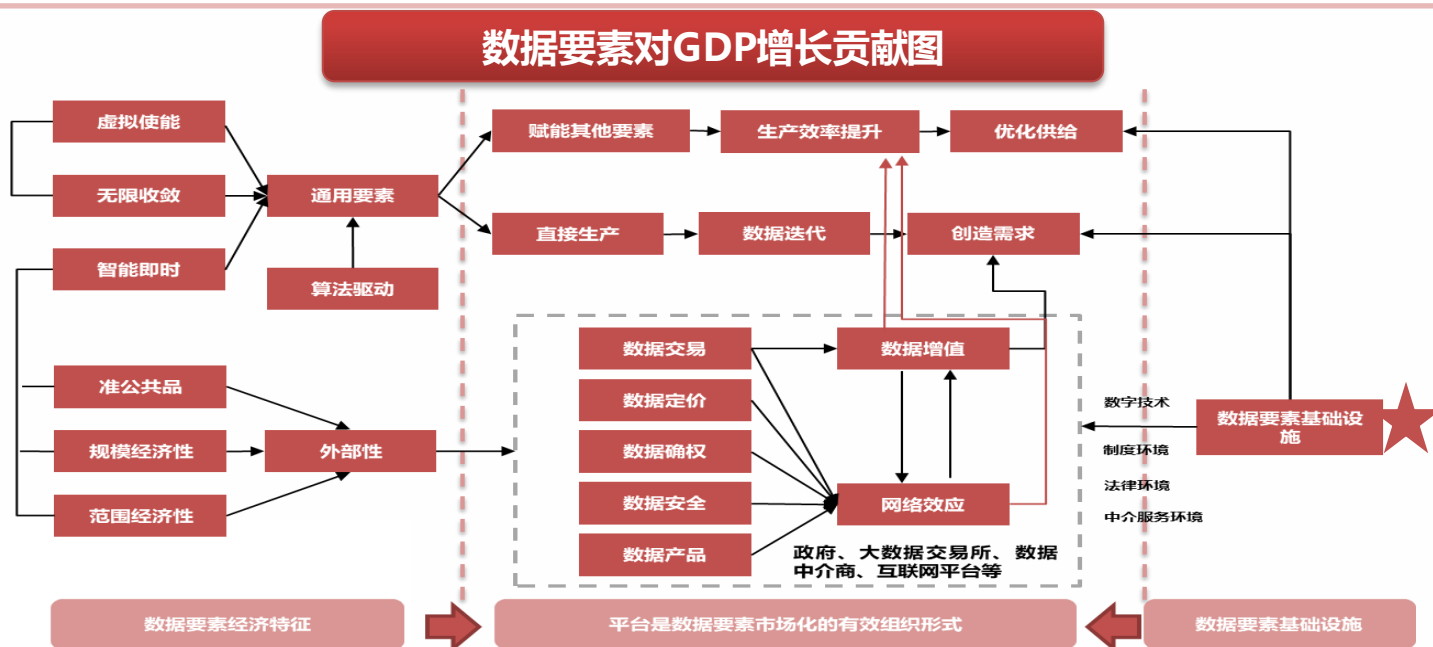 数据要素对GDP增长贡献图
虚拟使能
无限收敛
智能即时
通用要素
算法驱动
准公共品
规模经济性
范围经济性
外部性
赋能其他要素
生产效率提升
优化供给
直接生产
数据迭代
创造需求
数据交易
数据定价
数据确权
数据安全
数据产品
数据增值
网络效应
政府、大数据交易所、数据
中介商、互联网平台等
数字技术
制度环境
法律环境
中介服务环境
数据要素基础设
施
数据要素经济特征
平台是数据要素市场化的有效组织形式
数据要素基础设施